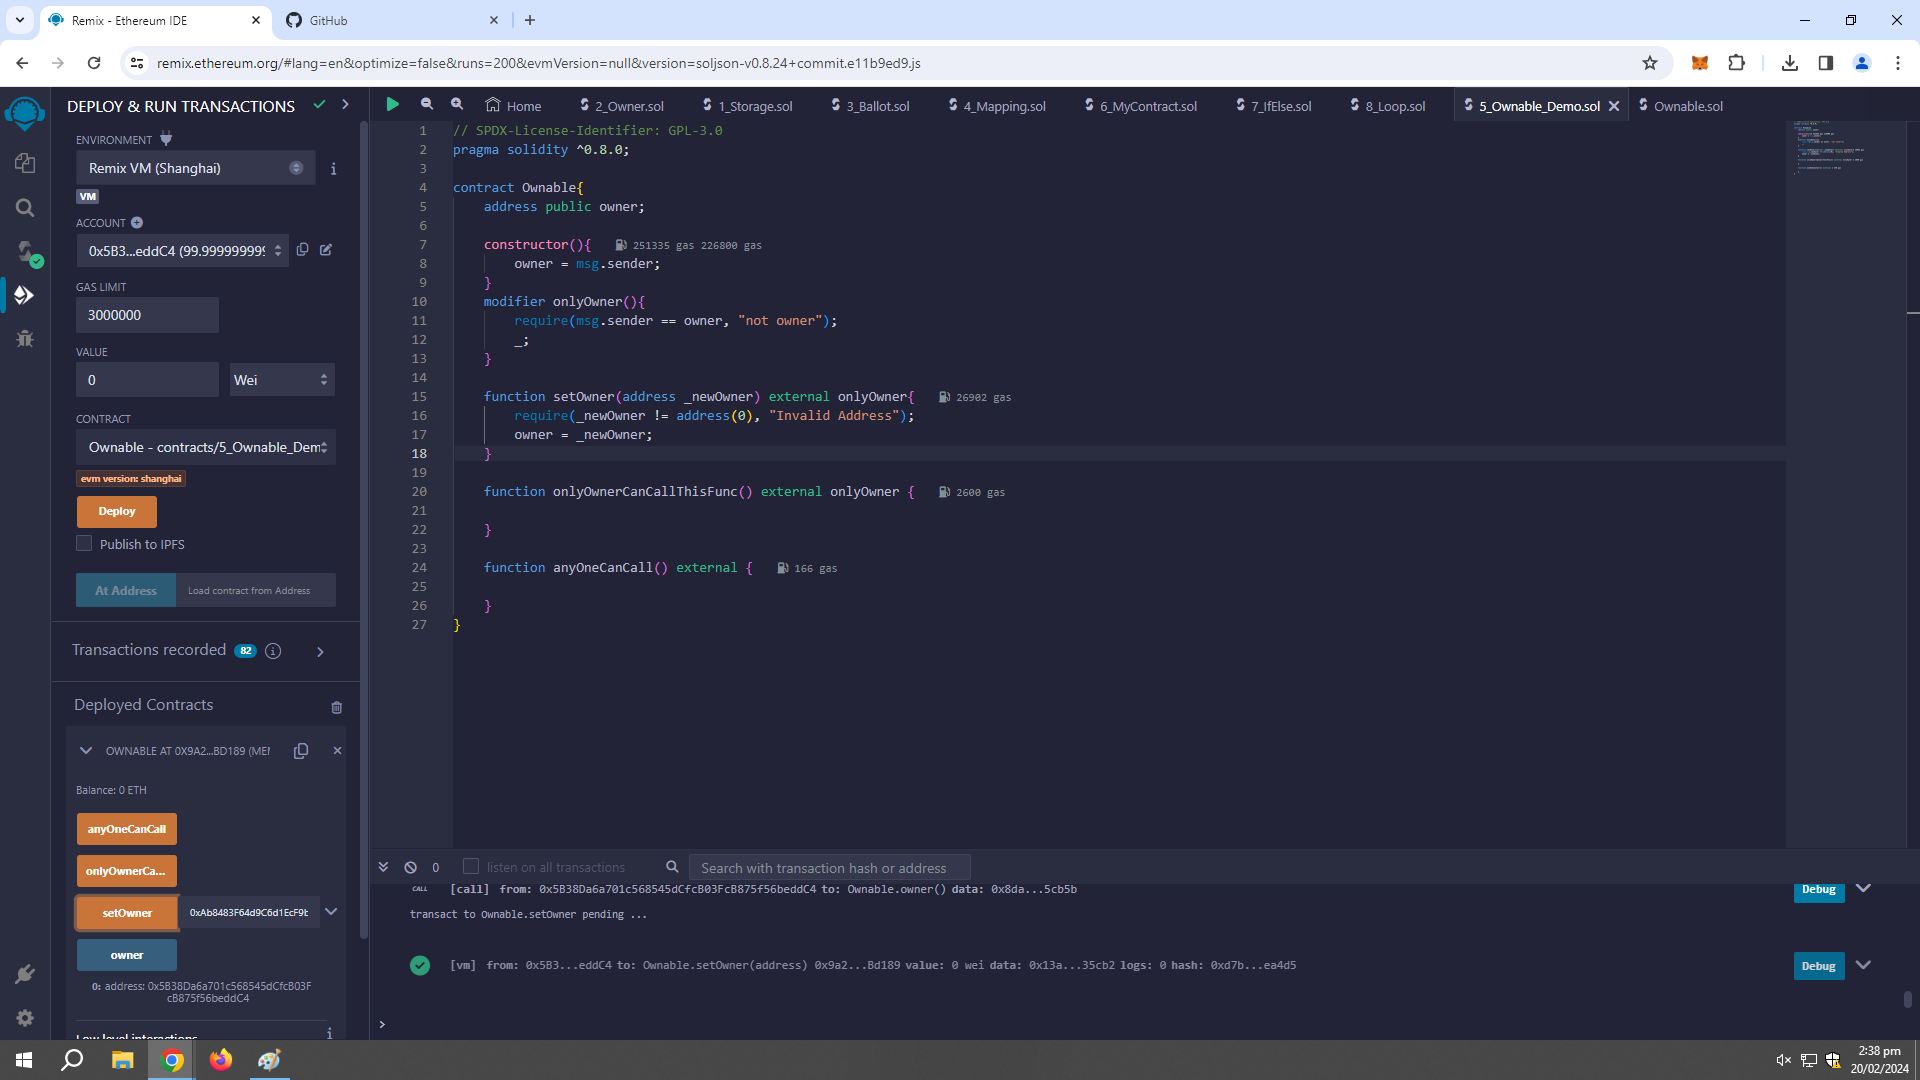 Remix - Ethereum IDE
GitHub
remix.ethereum.org/#lang=en&optimize=false&runs=200&evmVersion=null&version=soljson-v0.8.24+commit.e11b9ed9.js
DEPLOY & RUN TRANSACTIONS
ENVIRONMENT
Remix VM (Shanghai)
VM
ACCOUNT
0x5B3...eddC4 (99.9999999999
GAS LIMIT
3000000
VALUE
0
Wei
CONTRACT
Ownable - contracts/5_Ownable_Dem
evm version: shanghai
Deploy
Publish to IPFS
At Address
Load contract from Address
Transactions recorded 82
Deployed Contracts
OWNABLE AT 0X9A2...BD189 (MEM
Balance: 0 ETH
anyOneCanCall
onlyOwnerCa...
setOwner
0xAb8483F64d9C6d1EcF9b
owner
0: address: 0x5B38Da6a701c568545dCfcB03F
cB875f56beddC4
Low level interactions
Home
2_Owner.sol
1_Storage.sol
3_Ballot.sol
4_Mapping.sol
6_MyContract.sol
7_IfElse.sol
8_Loop.sol
5_Ownable_Demo.sol
Ownable.sol
1 // SPDX-License-Identifier: GPL-3.0
2 pragma solidity ^0.8.0;
3
4 contract Ownable{
5 address public owner;
6
7 constructor(){ 251335 gas 226800 gas
8 owner = msg.sender;
9 }
10 modifier onlyOwner(){
11 require(msg.sender == owner, "not owner");
12 _;
13 }
14
15 function setOwner(address _newOwner) external onlyOwner{ 26902 gas
16 require(_newOwner != address(0), "Invalid Address");
17 owner = _newOwner;
18 }
19
20 function onlyOwnerCanCallThisFunc() external onlyOwner { 2600 gas
21
22 }
23
24 function anyOneCanCall() external { 166 gas
25
26 }
27 }
0
listen on all transactions
Search with transaction hash or address
CALL [call] from: 0x5B38Da6a701c568545dCfcB03FcB875f56beddC4 to: Ownable.owner() data: 0x8da...5cb5b
Debug
transact to Ownable.setOwner pending ...
[vm] from: 0x5B3...eddC4 to: Ownable.setOwner(address) 0x9a2...Bd189 value: 0 wei data: 0x13a...35cb2 logs: 0 hash: 0xd7b...ea4d5
Debug
>
2:38 pm
20/02/2024